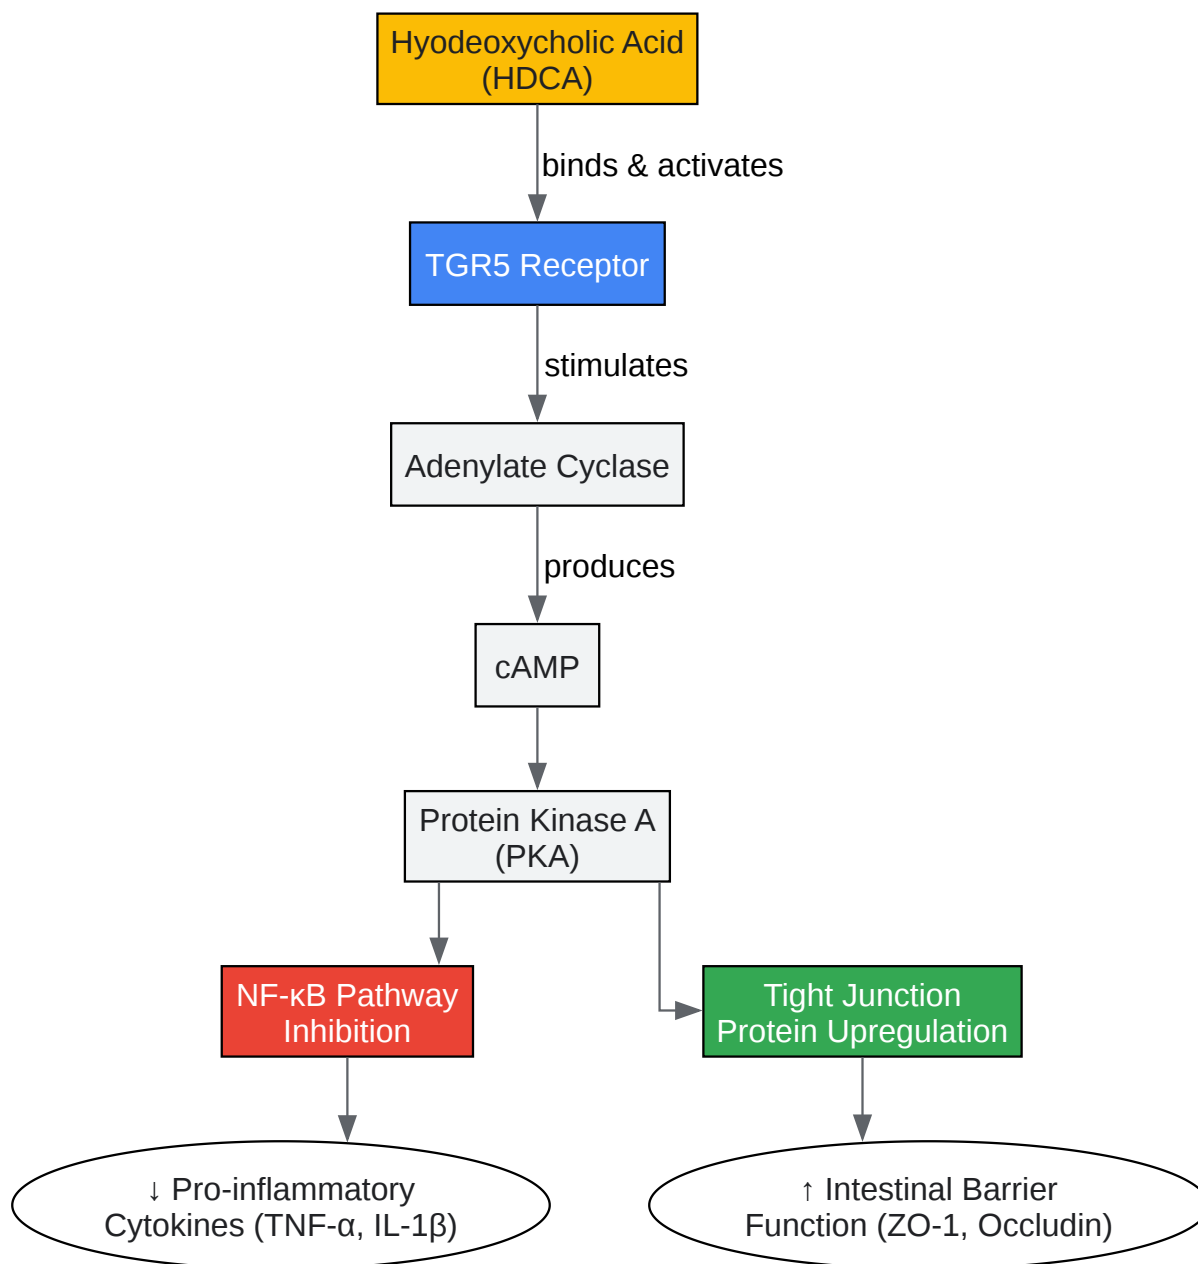 Hyodeoxycholic Acid
(HDCA)
binds & activates
TGR5 Receptor
stimulates
Adenylate Cyclase
produces
cAMP
Protein Kinase A
(PKA)
NF-κB Pathway
Inhibition
Tight Junction
Protein Upregulation
↓ Pro-inflammatory
Cytokines (TNF-α, IL-1β)
↑ Intestinal Barrier
Function (ZO-1, Occludin)